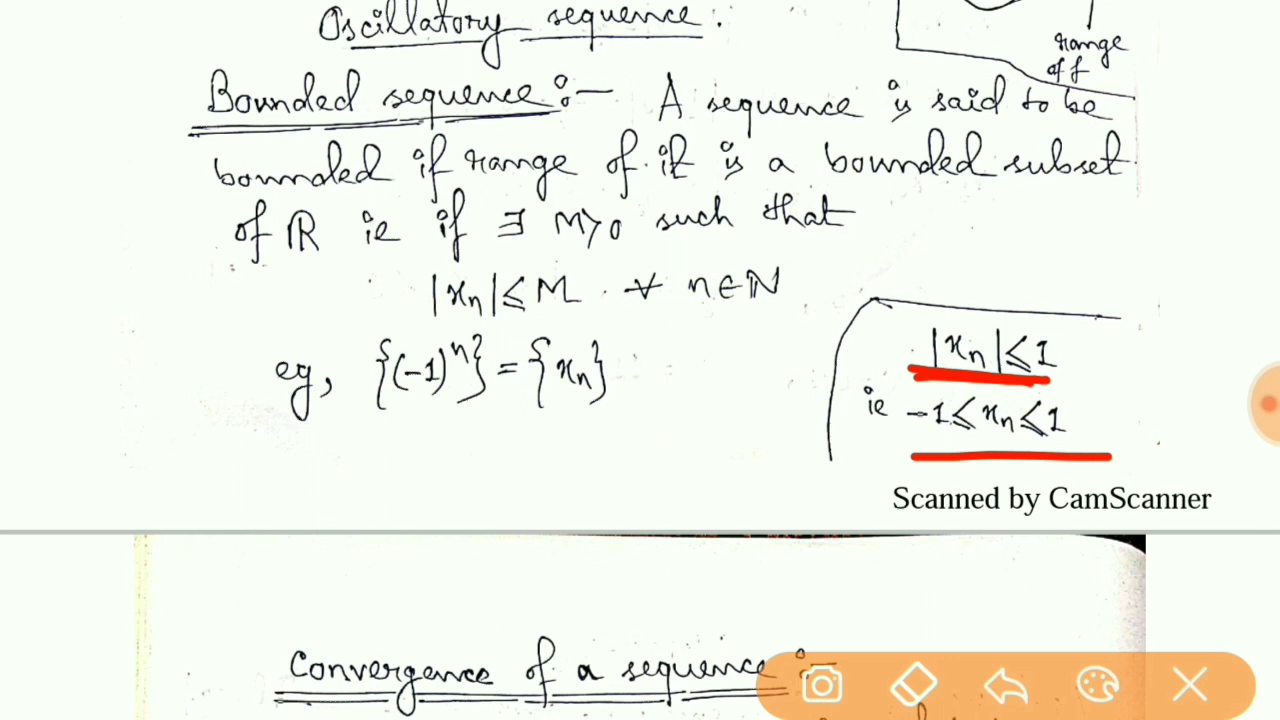 Oscillatory sequence.
range
of f
Bounded sequence :- A sequence is said to be
bounded if range of it is a bounded subset
of ℝ ie if ∃ M>0 such that
|xₙ| ≤ M ∀ n∈ℕ
eg, {(-1)ⁿ} = {xₙ}
|xₙ| ≤ 1
ie -1 ≤ xₙ ≤ 1
Scanned by CamScanner
Convergence of a sequence :-